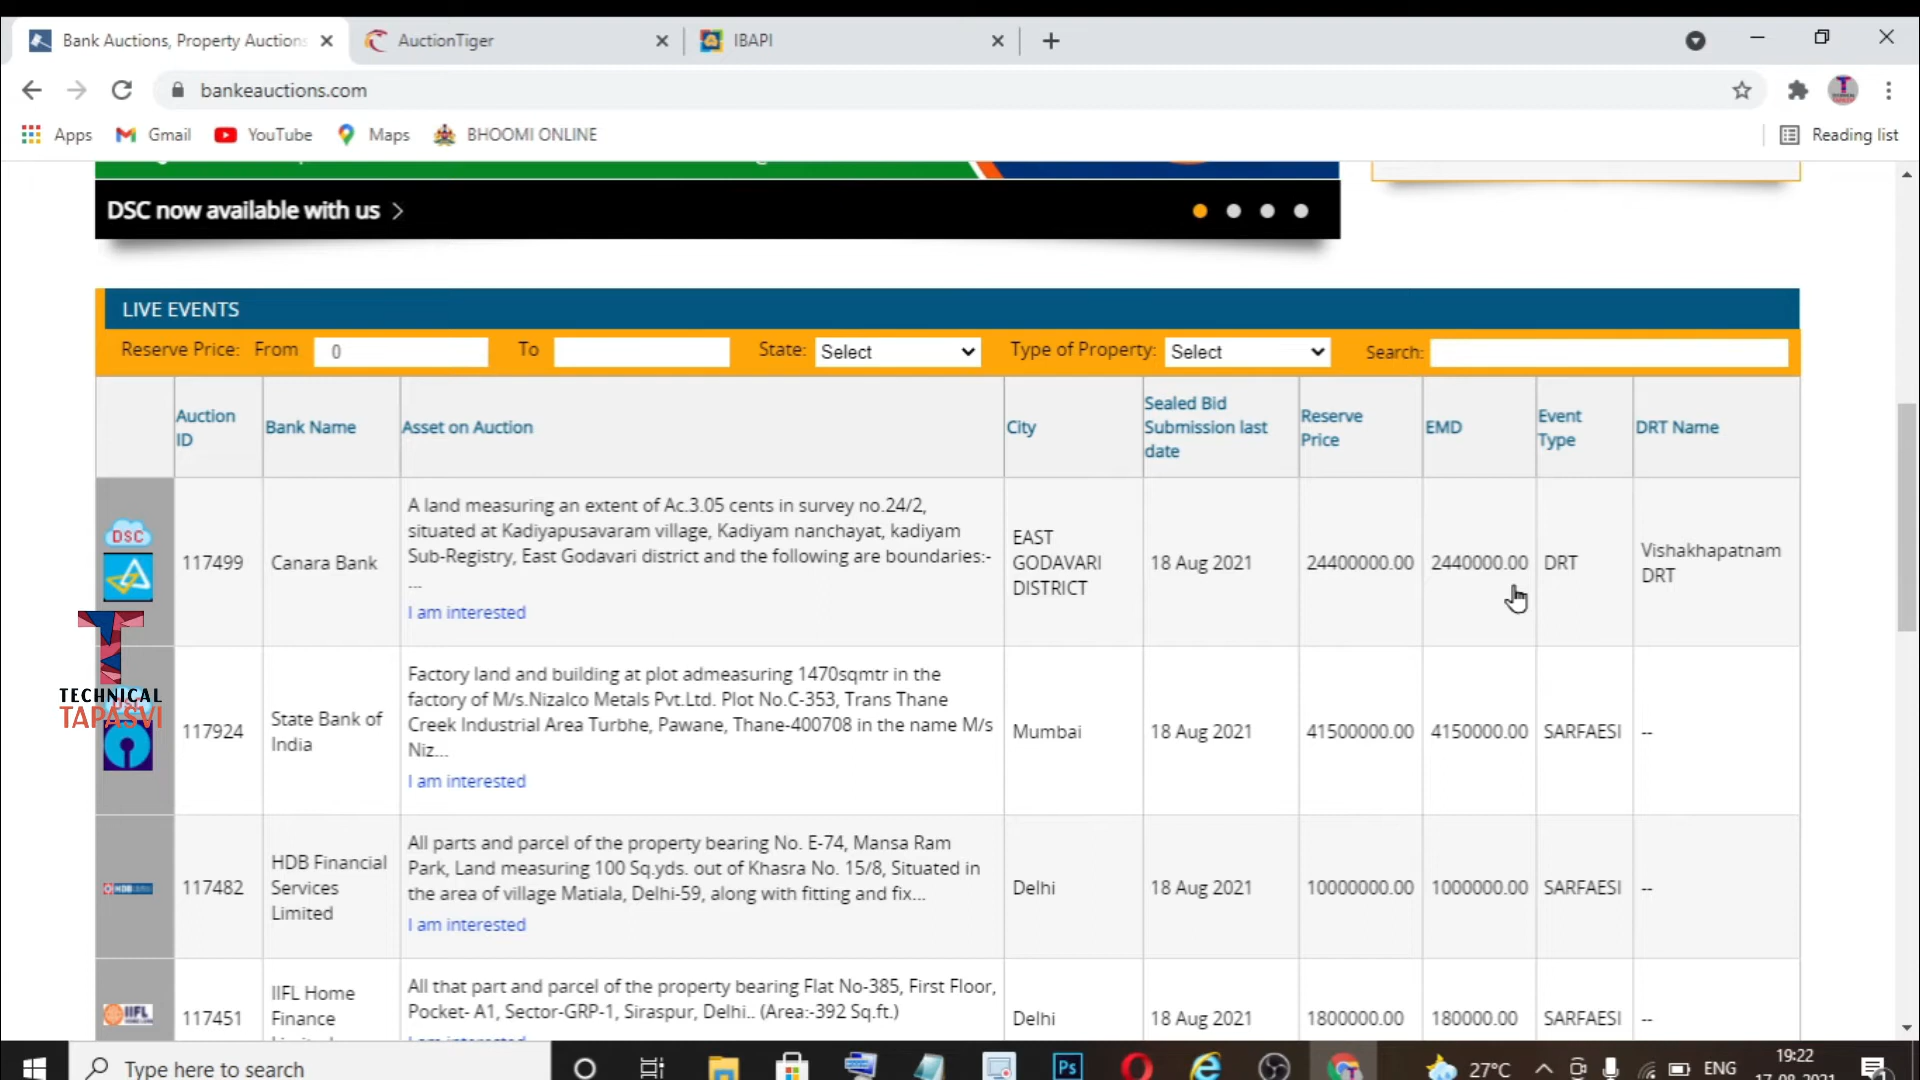 Bank Auctions, Property Auctions
AuctionTiger
IBAPI
bankeauctions.com
Apps
Gmail
YouTube
Maps
BHOOMI ONLINE
Reading list
DSC now available with us >
LIVE EVENTS
Reserve Price: From 0 To State: Select Type of Property: Select Search:
Auction ID
Bank Name
Asset on Auction
City
Sealed Bid Submission last date
Reserve Price
EMD
Event Type
DRT Name
DSC
117499
Canara Bank
A land measuring an extent of Ac.3.05 cents in survey no.24/2,
situated at Kadiyapusavaram village, Kadiyam nanchayat, kadiyam
Sub-Registry, East Godavari district and the following are boundaries:-
...
I am interested
EAST
GODAVARI
DISTRICT
18 Aug 2021
24400000.00
2440000.00
DRT
Vishakhapatnam
DRT
TECHNICAL
TAPASVI
117924
State Bank of
India
Factory land and building at plot admeasuring 1470sqmtr in the
factory of M/s.Nizalco Metals Pvt.Ltd. Plot No.C-353, Trans Thane
Creek Industrial Area Turbhe, Pawane, Thane-400708 in the name M/s
Niz...
I am interested
Mumbai
18 Aug 2021
41500000.00
4150000.00
SARFAESI
--
117482
HDB Financial
Services
Limited
All parts and parcel of the property bearing No. E-74, Mansa Ram
Park, Land measuring 100 Sq.yds. out of Khasra No. 15/8, Situated in
the area of village Matiala, Delhi-59, along with fitting and fix...
I am interested
Delhi
18 Aug 2021
10000000.00
1000000.00
SARFAESI
--
IIFL
117451
IIFL Home
Finance
All that part and parcel of the property bearing Flat No-385, First Floor,
Pocket- A1, Sector-GRP-1, Siraspur, Delhi.. (Area:-392 Sq.ft.)
Delhi
18 Aug 2021
1800000.00
180000.00
SARFAESI
--
Type here to search
Ps
27°C
ENG
19:22
17-08-2021